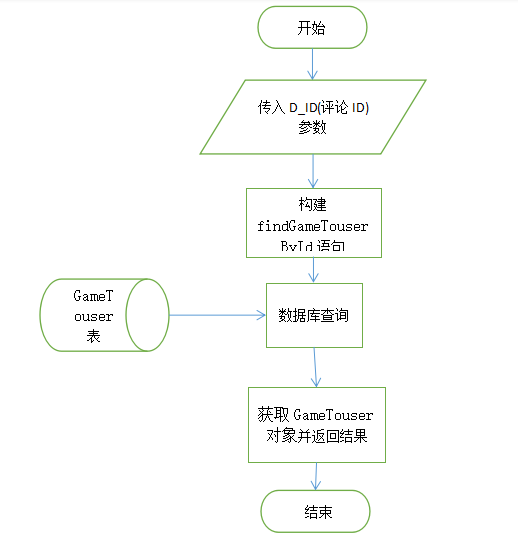 开始
传入 D_ID(评论 ID)
参数
构建
findGameTouser
ById 语句
GameT
ouser
表
数据库查询
获取 GameTouser
对象并返回结果
结束